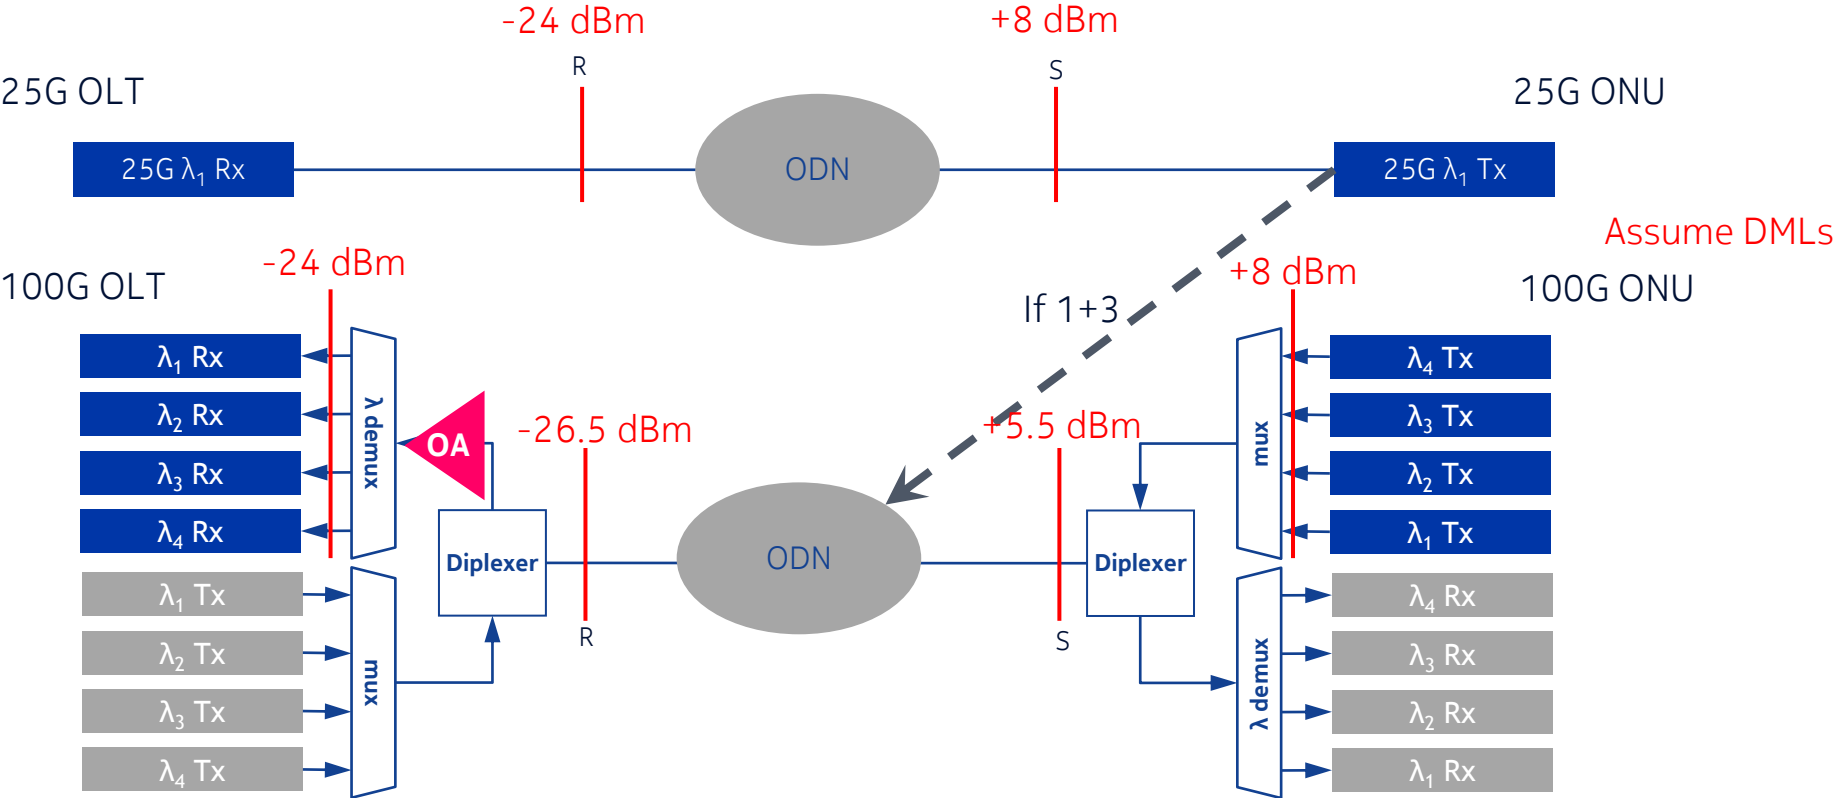 -24 dBm
+8 dBm
R
S
25G OLT
25G ONU
25G λ1 Rx
ODN
25G λ1 Tx
Assume DMLs
-24 dBm
+8 dBm
100G OLT
100G ONU
If 1+3
λ1 Rx
λ2 Rx
λ3 Rx
λ4 Rx
λ demux
OA
-26.5 dBm
+5.5 dBm
mux
λ4 Tx
λ3 Tx
λ2 Tx
λ1 Tx
Diplexer
ODN
Diplexer
R
S
λ1 Tx
λ2 Tx
λ3 Tx
λ4 Tx
mux
λ demux
λ4 Rx
λ3 Rx
λ2 Rx
λ1 Rx